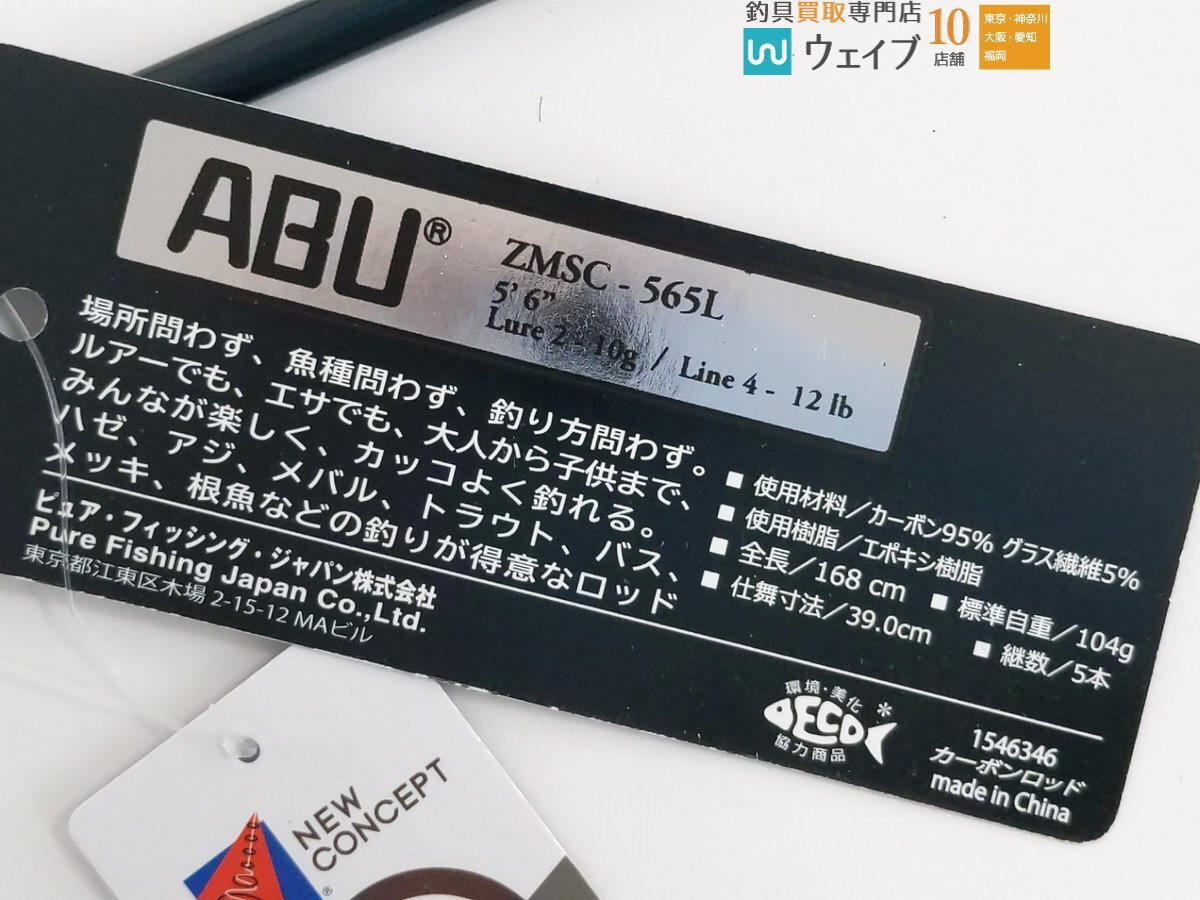 釣具買取専門店
ウェイブ
10
店舗
東京・神奈川
大阪・愛知
福岡
ABU®
ZMSC - 565L
5' 6"
Lure 2 - 10g / Line 4 - 12 lb
場所問わず、魚種問わず、釣り方問わず。
ルアーでも、エサでも、大人から子供まで、
みんなが楽しく、カッコよく釣れる。
ハゼ、アジ、メバル、トラウト、バス、
メッキ、根魚などの釣りが得意なロッド
■ 使用材料／カーボン95% グラス繊維5%
■ 使用樹脂／エポキシ樹脂
■ 全長／168 cm ■ 標準自重／104g
■ 仕舞寸法／39.0cm ■ 継数／5本
ピュア・フィッシング・ジャパン株式会社
Pure Fishing Japan Co.,Ltd.
東京都江東区木場 2-15-12 MAビル
環境・美化
ECO
協力商品
*
1546346
カーボンロッド
made in China
NEW
CONCEPT
®